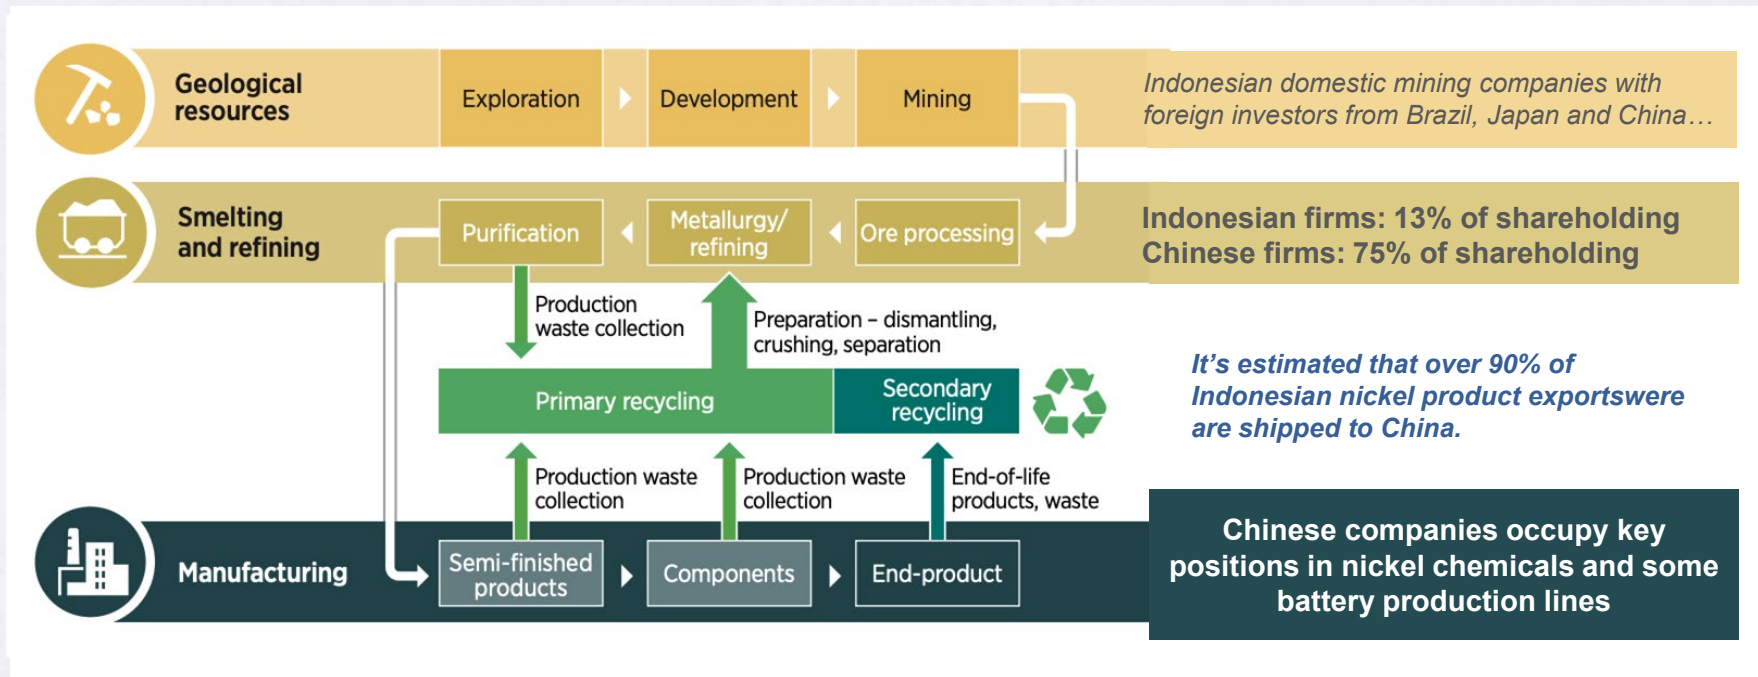 Geological
resources
Exploration
Development
Mining
Indonesian domestic mining companies with
foreign investors from Brazil, Japan and China…
Smelting
and refining
Purification
Metallurgy/
refining
Ore processing
Indonesian firms: 13% of shareholding
Chinese firms: 75% of shareholding
Production
waste collection
Preparation – dismantling,
crushing, separation
Primary recycling
Secondary
recycling
It’s estimated that over 90% of
Indonesian nickel product exportswere
are shipped to China.
Production waste
collection
Production waste
collection
End-of-life
products, waste
Manufacturing
Semi-finished
products
Components
End-product
Chinese companies occupy key
positions in nickel chemicals and some
battery production lines